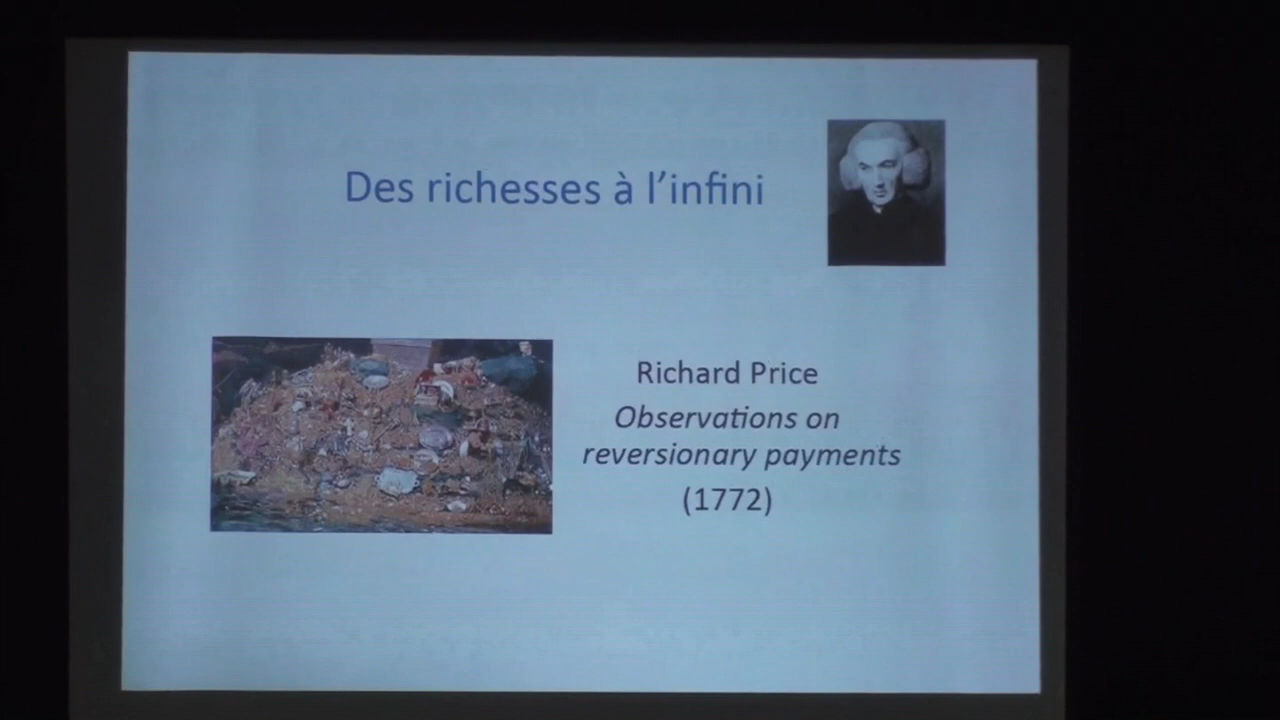 Des richesses à l'infini
Richard Price
Observations on
reversionary payments
(1772)